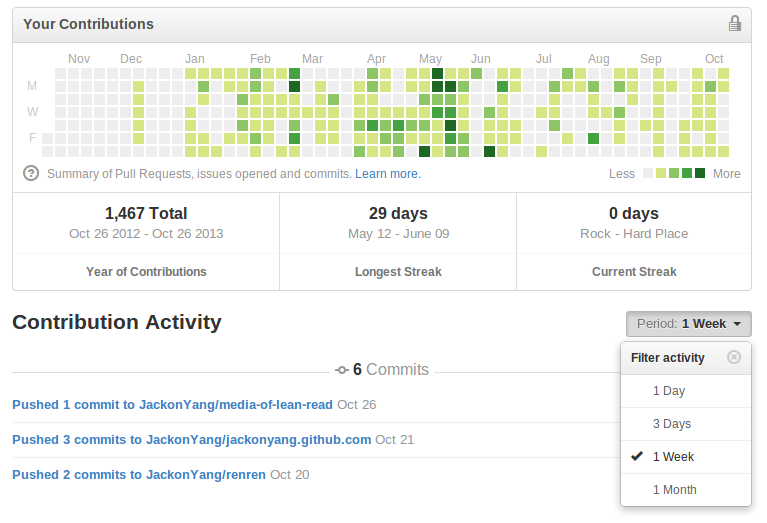 Your Contributions
Nov Dec Jan Feb Mar Apr May Jun Jul Aug Sep Oct
M
W
F
? Summary of Pull Requests, issues opened and commits. Learn more. Less More
1,467 Total 29 days 0 days
Oct 26 2012 - Oct 26 2013 May 12 - June 09 Rock - Hard Place
Year of Contributions Longest Streak Current Streak
Contribution Activity Period: 1 Week
Filter activity
6 Commits
1 Day
Pushed 1 commit to JackonYang/media-of-lean-read Oct 26
3 Days
Pushed 3 commits to JackonYang/jackonyang.github.com Oct 21
1 Week
Pushed 2 commits to JackonYang/renren Oct 20
1 Month